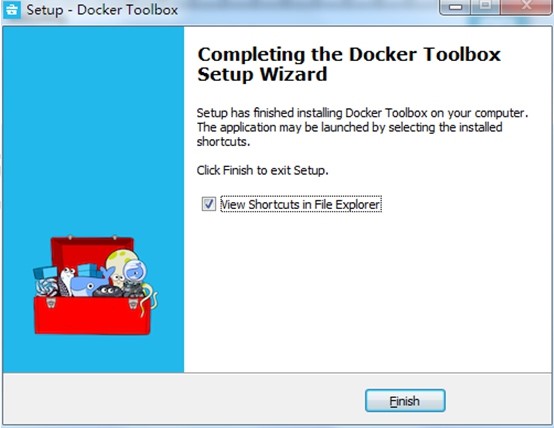 Setup - Docker Toolbox
Completing the Docker Toolbox
Setup Wizard
Setup has finished installing Docker Toolbox on your computer.
The application may be launched by selecting the installed
shortcuts.
Click Finish to exit Setup.
View Shortcuts in File Explorer
Finish